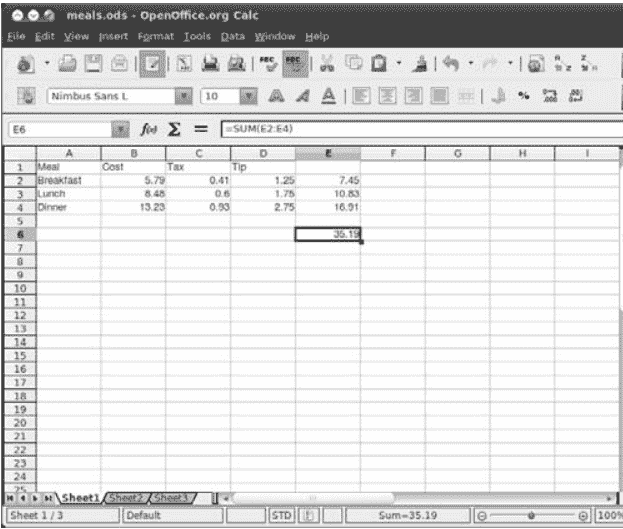 meals.ods - OpenOffice.org Calc
File Edit View Insert Format Tools Data Window Help
Nimbus Sans L 10
E6 =SUM(E2:E4)
A B C D E F G H I
1 Meal Cost Tax Tip
2 Breakfast 5.79 0.41 1.25 7.45
3 Lunch 8.48 0.6 1.75 10.83
4 Dinner 13.23 0.93 2.75 16.91
5
6 35.19
7
8
9
10
11
12
13
14
15
16
17
18
19
20
21
22
23
24
25
Sheet1 Sheet2 Sheet3
Sheet 1 / 3 Default STD Sum=35.19 100%